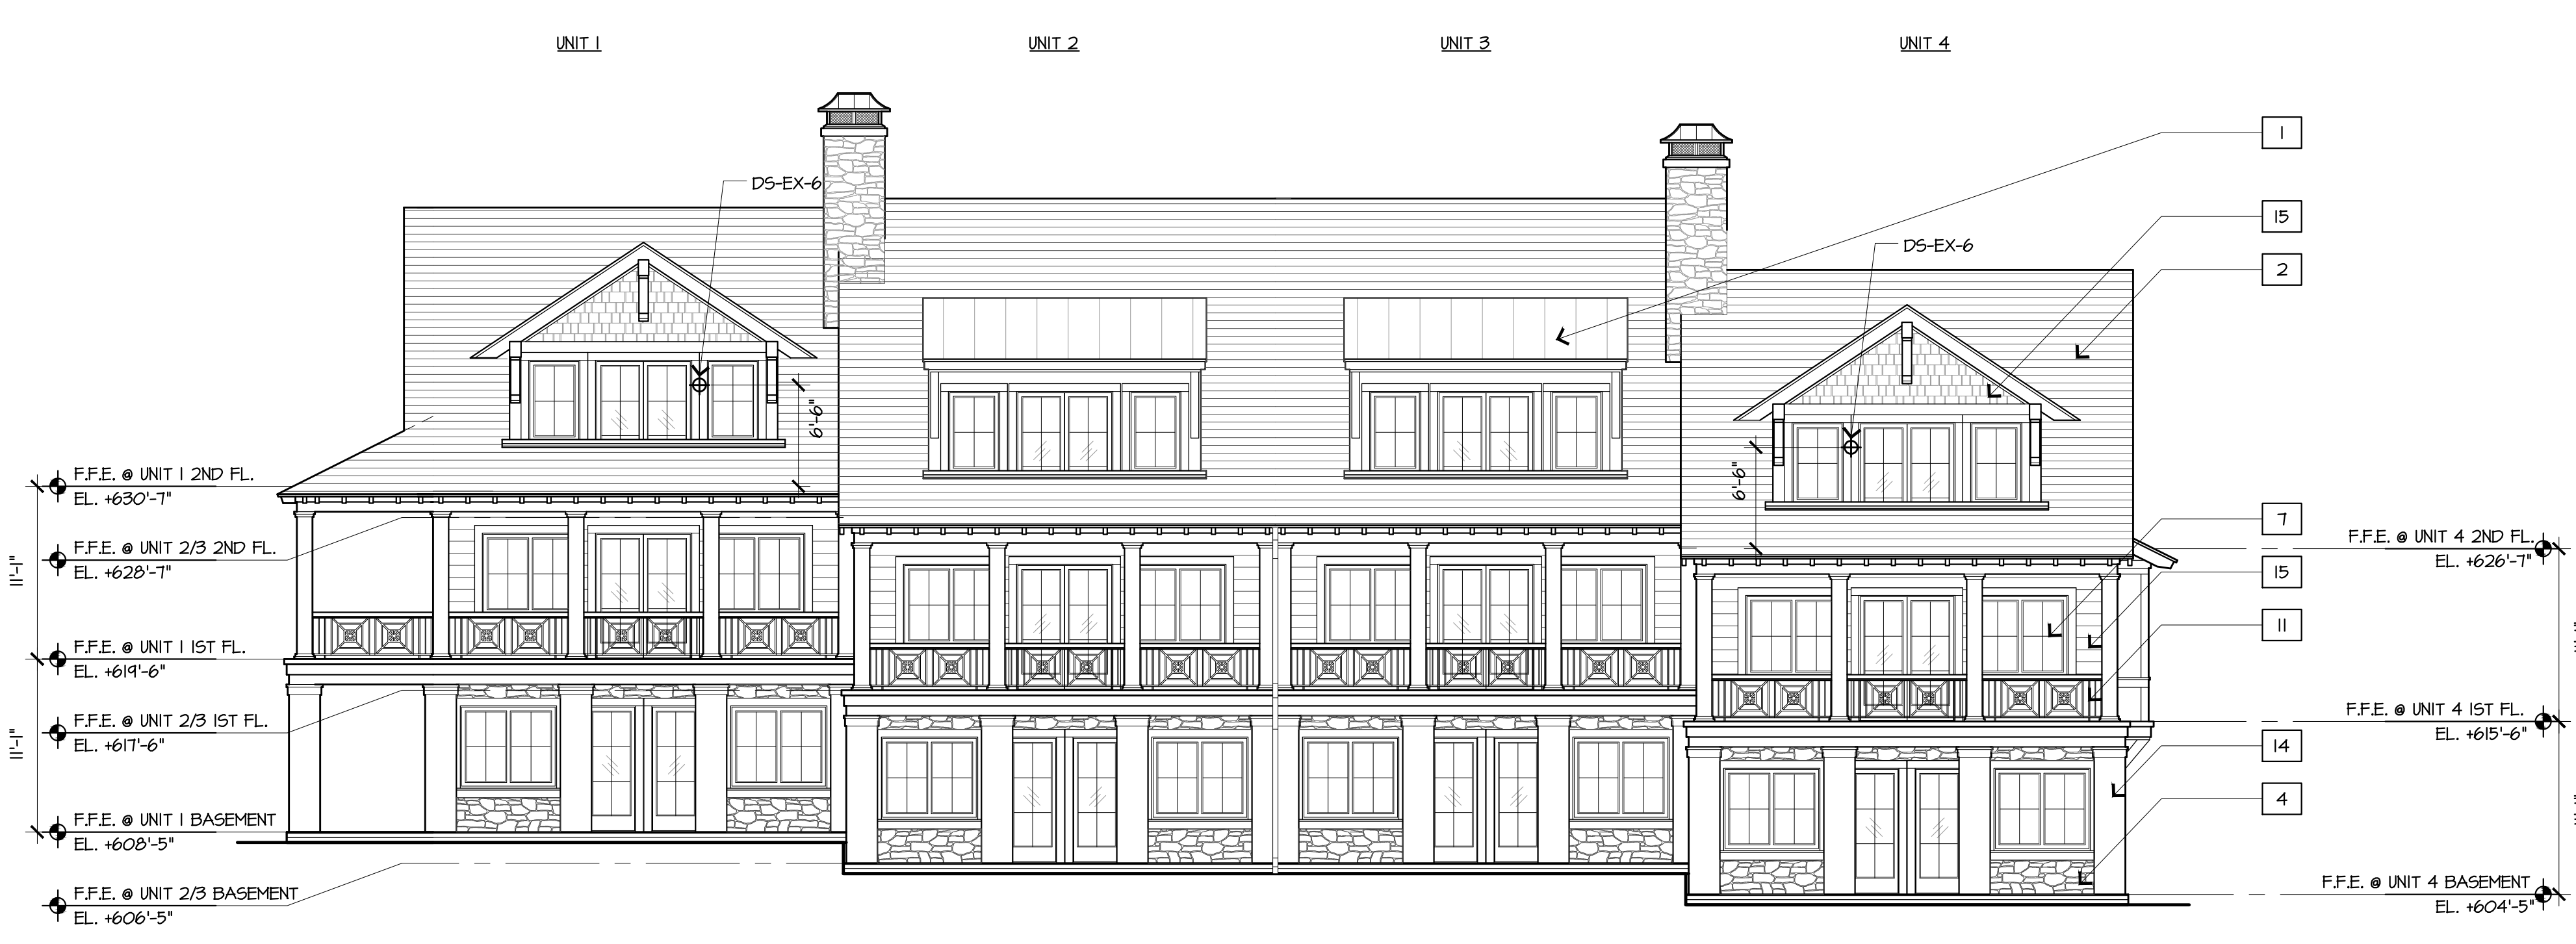 UNIT 1
UNIT 2
UNIT 3
UNIT 4
1
DS-EX-6
15
DS-EX-6
2
6'-6"
6'-6"
F.F.E. @ UNIT 1 2ND FL.
EL. +630'-7"
7
F.F.E. @ UNIT 2/3 2ND FL.
EL. +628'-7"
F.F.E. @ UNIT 4 2ND FL.
EL. +626'-7"
11'-1"
15
11
F.F.E. @ UNIT 1 1ST FL.
EL. +619'-6"
F.F.E. @ UNIT 2/3 1ST FL.
EL. +617'-6"
F.F.E. @ UNIT 4 1ST FL.
EL. +615'-6"
11'-1"
14
4
F.F.E. @ UNIT 1 BASEMENT
EL. +608'-5"
F.F.E. @ UNIT 2/3 BASEMENT
EL. +606'-5"
F.F.E. @ UNIT 4 BASEMENT
EL. +604'-5"